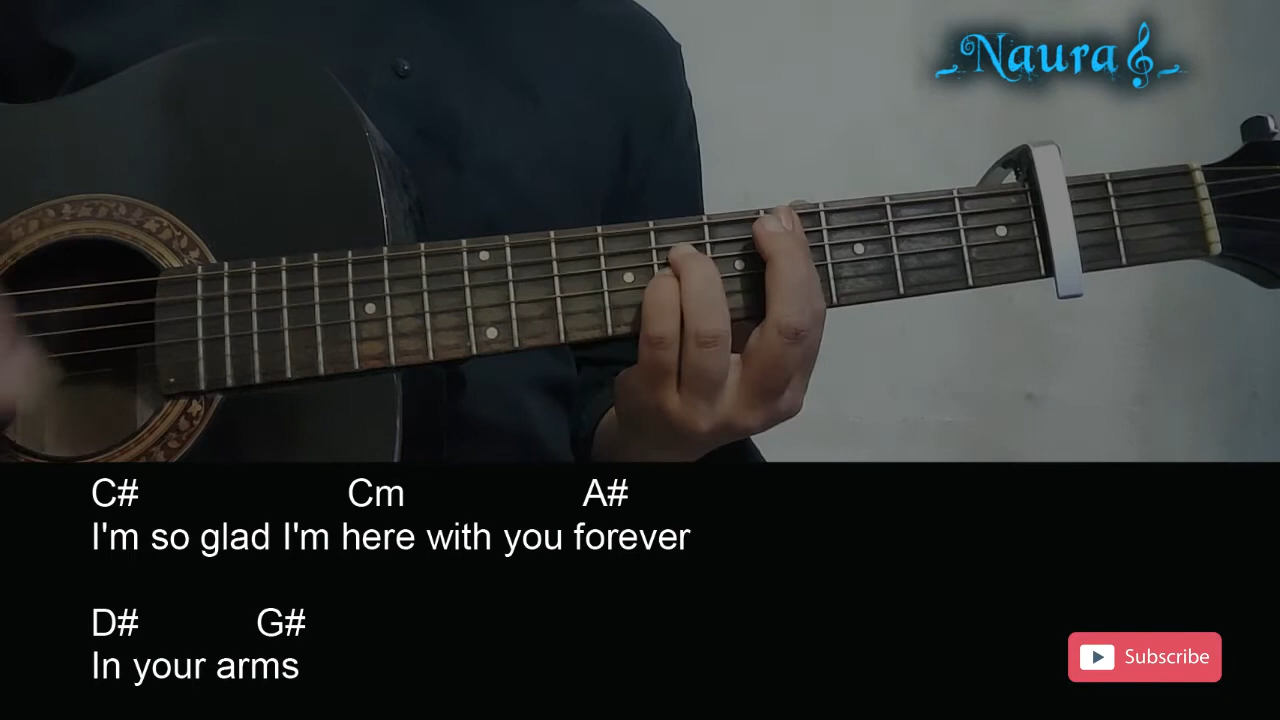 Naura
C# Cm A#
I'm so glad I'm here with you forever
D# G#
In your arms
Subscribe